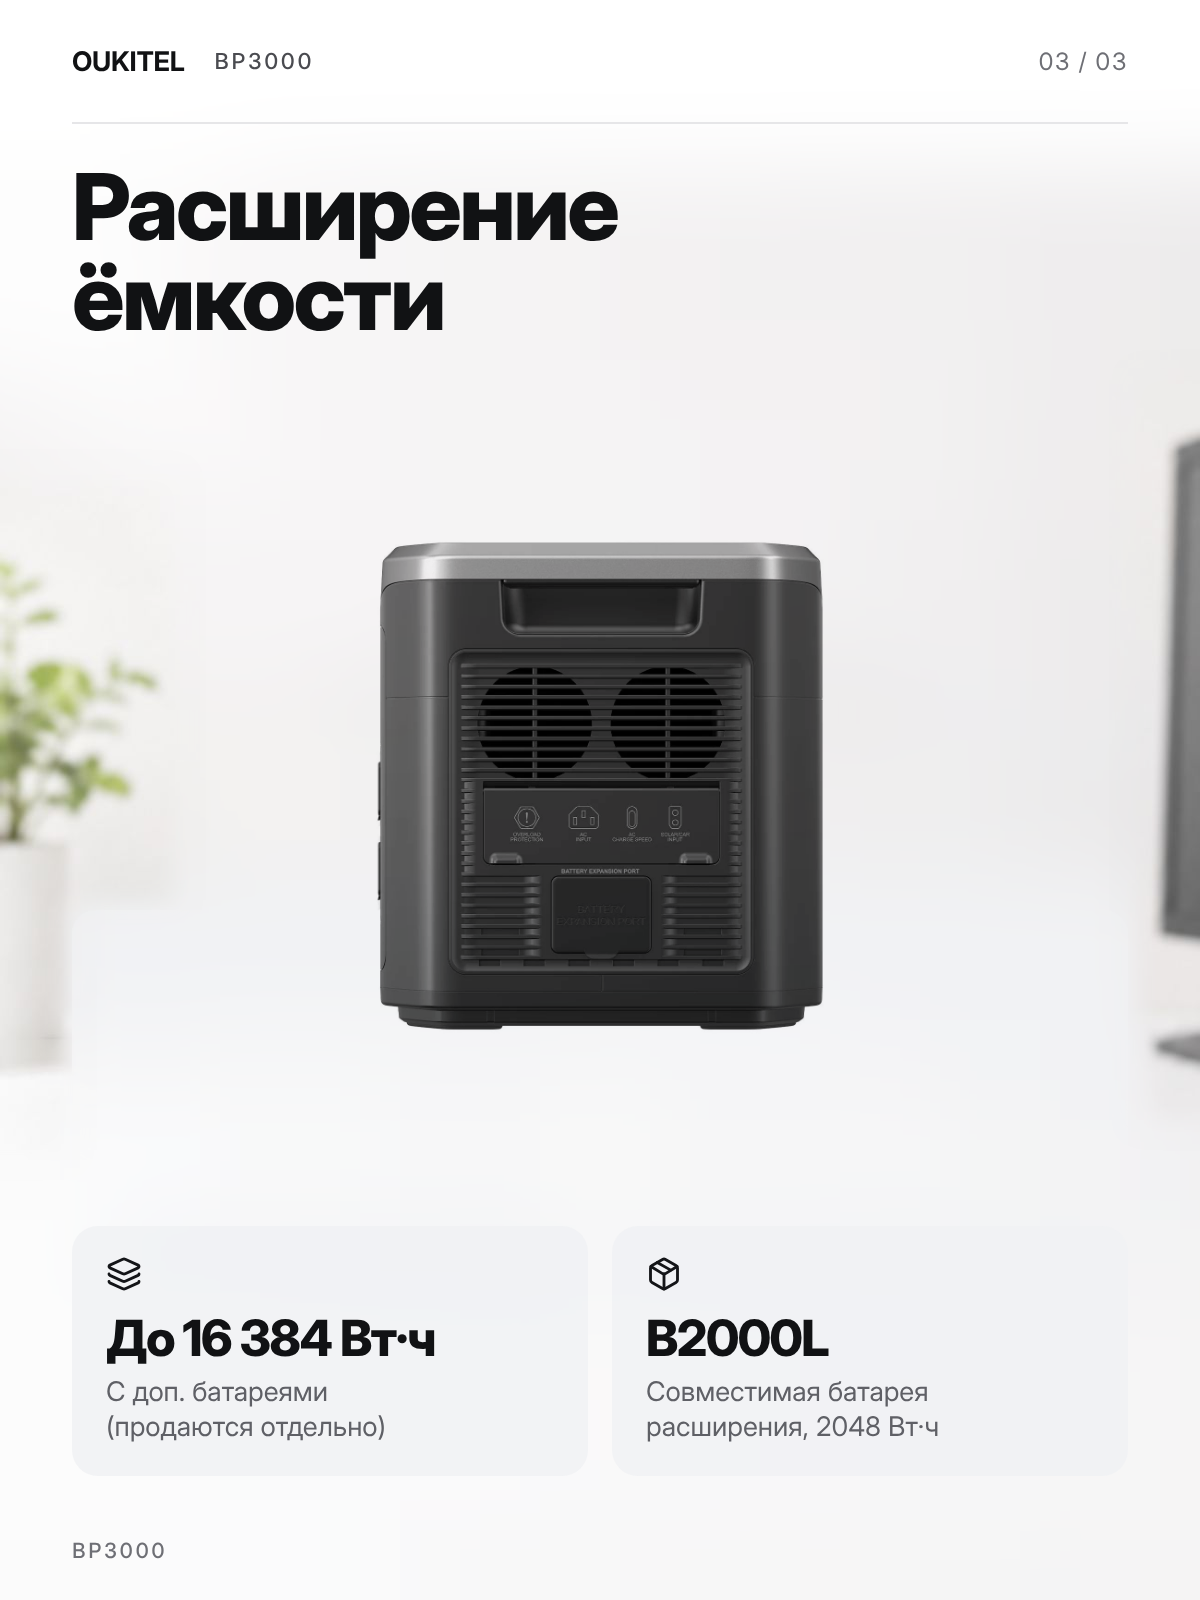 OUKITEL BP3000 03 / 03
Расширение
ёмкости
OVERLOAD PROTECTION
AC INPUT
AC CHARGE SPEED
SOLAR/CAR INPUT
BATTERY EXPANSION PORT
До 16 384 Вт·ч
С доп. батареями
(продаются отдельно)
B2000L
Совместимая батарея
расширения, 2048 Вт·ч
BP3000